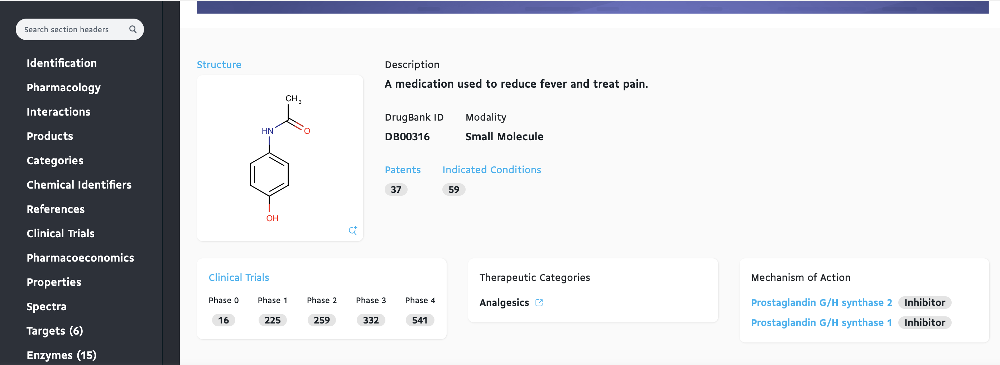 Search section headers
Identification
Pharmacology
Interactions
Products
Categories
Chemical Identifiers
References
Clinical Trials
Pharmacoeconomics
Properties
Spectra
Targets (6)
Enzymes (15)
Structure
CH3
HN
O
OH
Description
A medication used to reduce fever and treat pain.
DrugBank ID Modality
DB00316 Small Molecule
Patents Indicated Conditions
37 59
Clinical Trials
Phase 0 Phase 1 Phase 2 Phase 3 Phase 4
16 225 259 332 541
Therapeutic Categories
Analgesics
Mechanism of Action
Prostaglandin G/H synthase 2 Inhibitor
Prostaglandin G/H synthase 1 Inhibitor